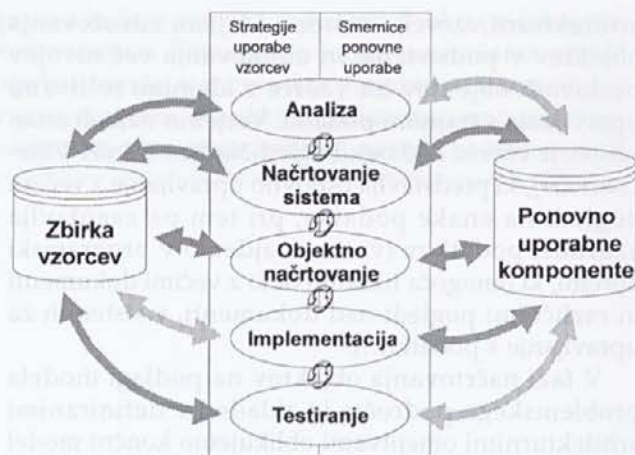 Strategije
uporabe
vzorcev
Smernice
ponovne
uporabe
Analiza
Načrtovanje
sistema
Objektno
načrtovanje
Implementacija
Testiranje
Zbirka
vzorcev
Ponovno
uporabne
komponente